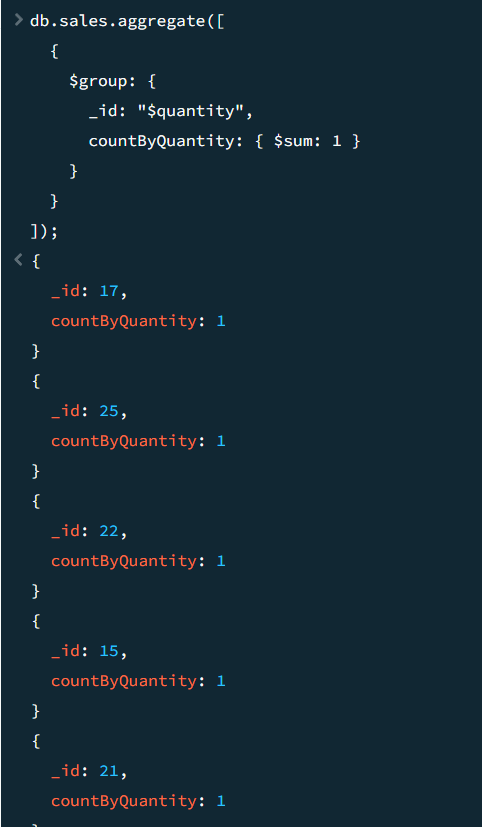 > db.sales.aggregate([
{
$group: {
_id: "$quantity",
countByQuantity: { $sum: 1 }
}
}
]);
< {
_id: 17,
countByQuantity: 1
}
{
_id: 25,
countByQuantity: 1
}
{
_id: 22,
countByQuantity: 1
}
{
_id: 15,
countByQuantity: 1
}
{
_id: 21,
countByQuantity: 1
}